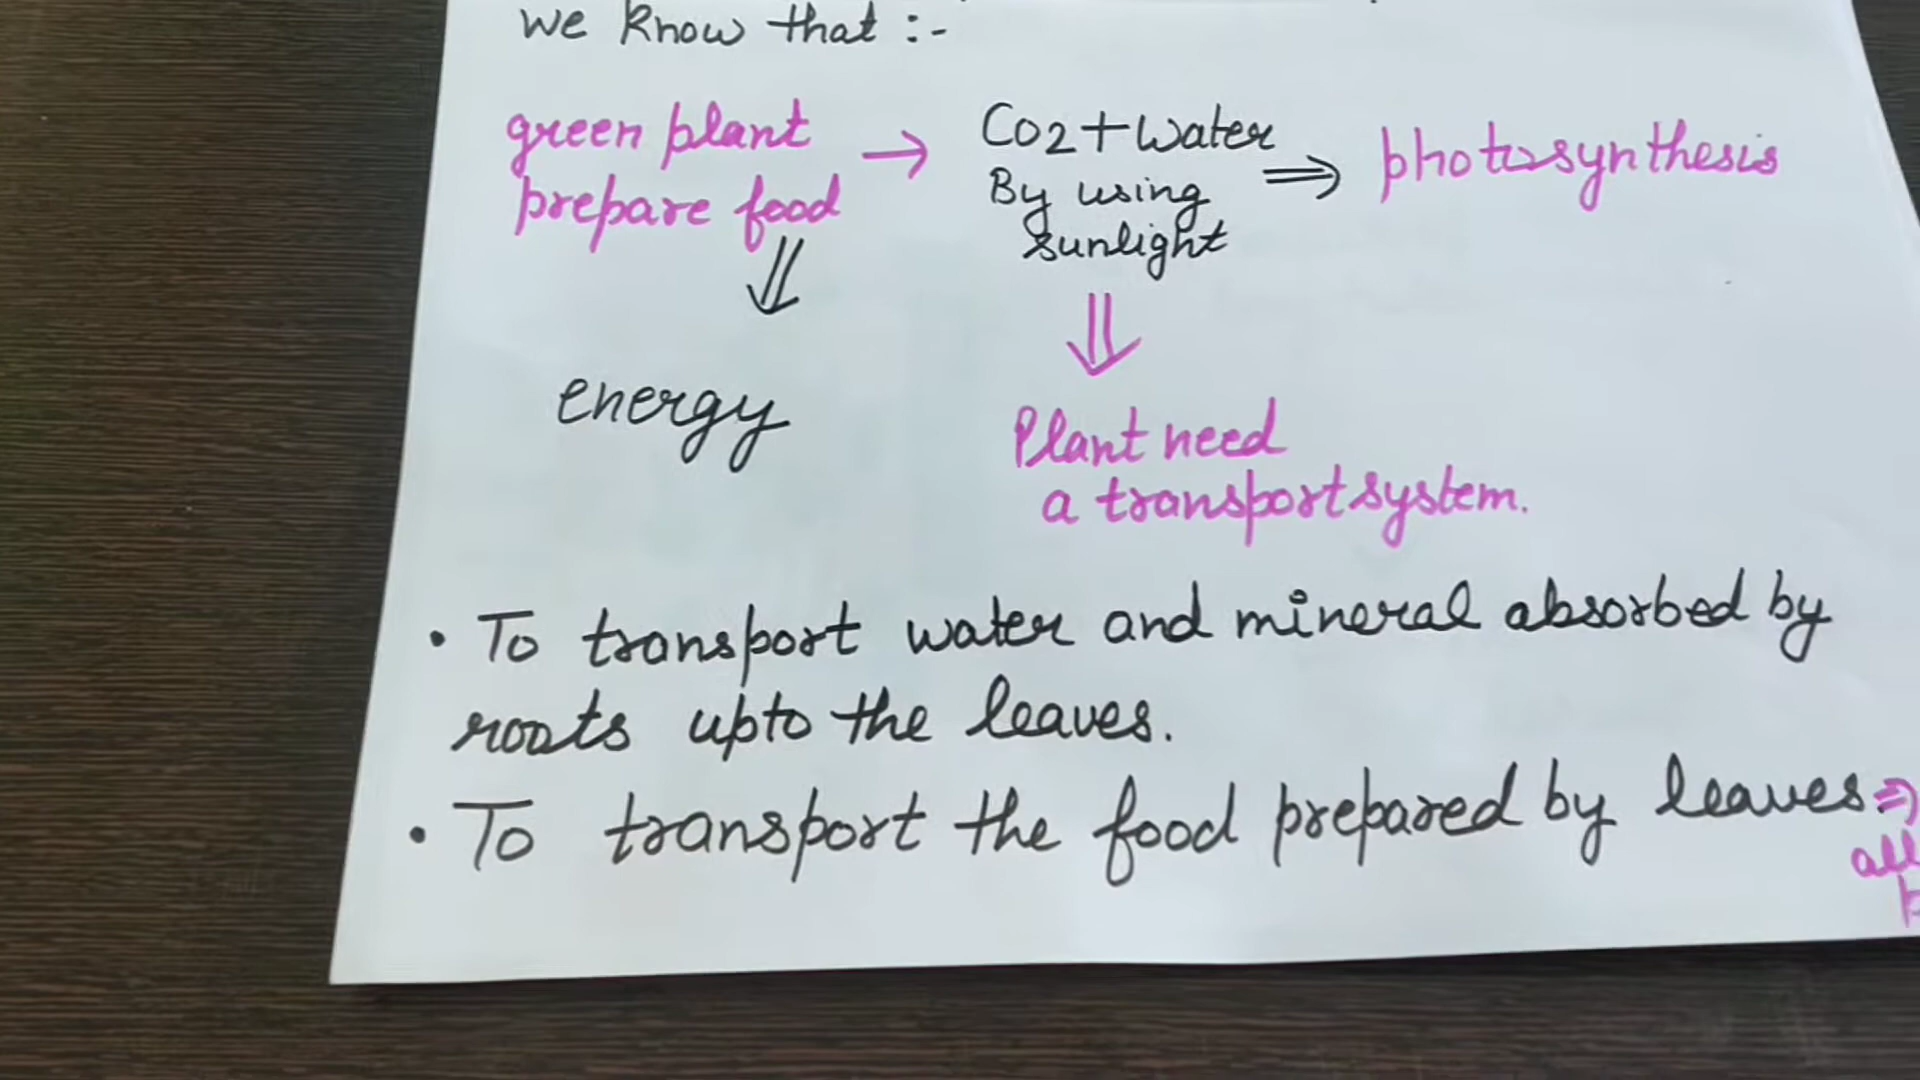 we know that :-
green plant → Co2 + Water ⇒ photosynthesis
prepare food By using
sunlight
⇓ ⇓
energy Plant need
a transport system.
• To transport water and mineral absorbed by
roots upto the leaves.
• To transport the food prepared by leaves ⇒
all